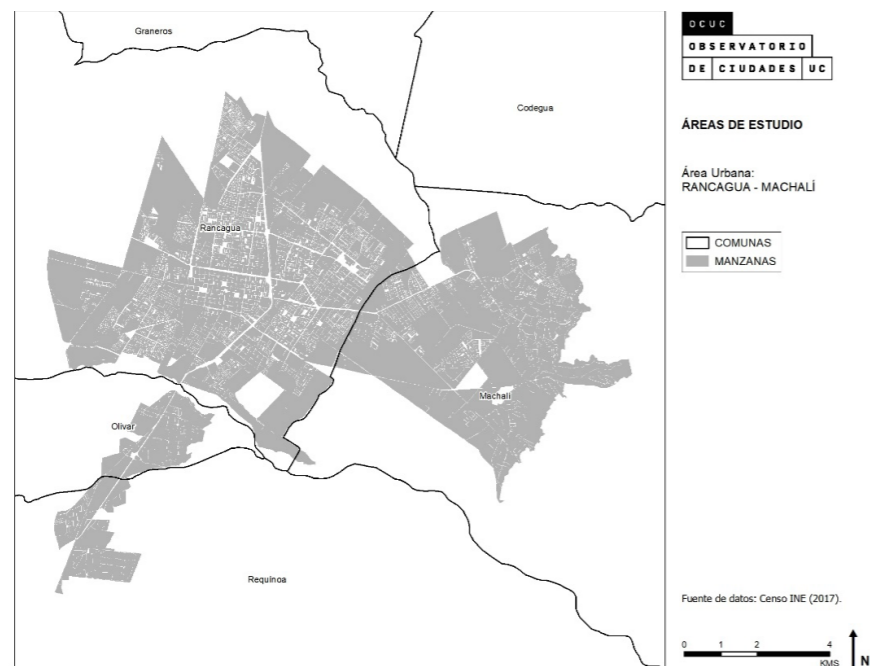 Graneros
Codegua
Rancagua
Machalí
Olivar
Requínoa
OCUC
OBSERVATORIO
DE CIUDADES UC
ÁREAS DE ESTUDIO
Área Urbana:
RANCAGUA - MACHALÍ
COMUNAS
MANZANAS
Fuente de datos: Censo INE (2017).
0 1 2 4
KMS
N